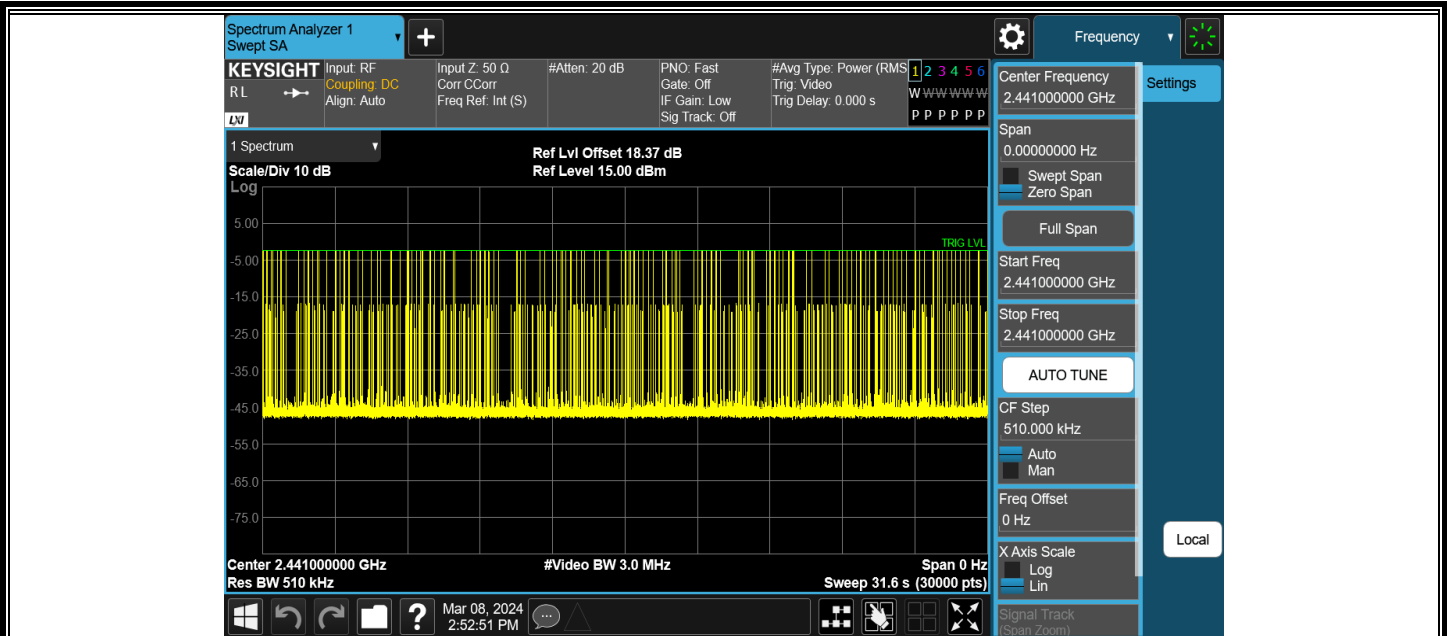 Spectrum Analyzer 1
Swept SA
+
Frequency
KEYSIGHT
RL
LXI
Input: RF
Coupling: DC
Align: Auto
Input Z: 50 Ω
Corr CCorr
Freq Ref: Int (S)
#Atten: 20 dB
PNO: Fast
Gate: Off
IF Gain: Low
Sig Track: Off
#Avg Type: Power (RMS
Trig: Video
Trig Delay: 0.000 s
1 2 3 4 5 6
W W W W W W
P P P P P P
1 Spectrum
Scale/Div 10 dB
Ref Lvl Offset 18.37 dB
Ref Level 15.00 dBm
Log
5.00
TRIG LVL
-5.00
-15.0
-25.0
-35.0
-45.0
-55.0
-65.0
-75.0
Center 2.441000000 GHz
#Video BW 3.0 MHz
Span 0 Hz
Res BW 510 kHz
Sweep 31.6 s (30000 pts)
?
Mar 08, 2024
2:52:51 PM
Center Frequency
2.441000000 GHz
Settings
Span
0.00000000 Hz
Swept Span
Zero Span
Full Span
Start Freq
2.441000000 GHz
Stop Freq
2.441000000 GHz
AUTO TUNE
CF Step
510.000 kHz
Auto
Man
Freq Offset
0 Hz
Local
X Axis Scale
Log
Lin
Signal Track
(Span Zoom)